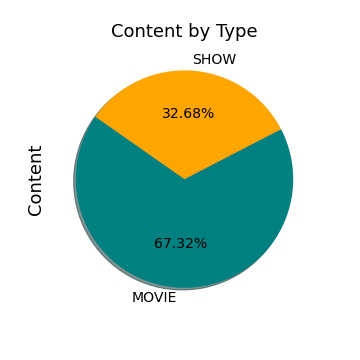 Content by Type
SHOW
32.68%
Content
67.32%
MOVIE